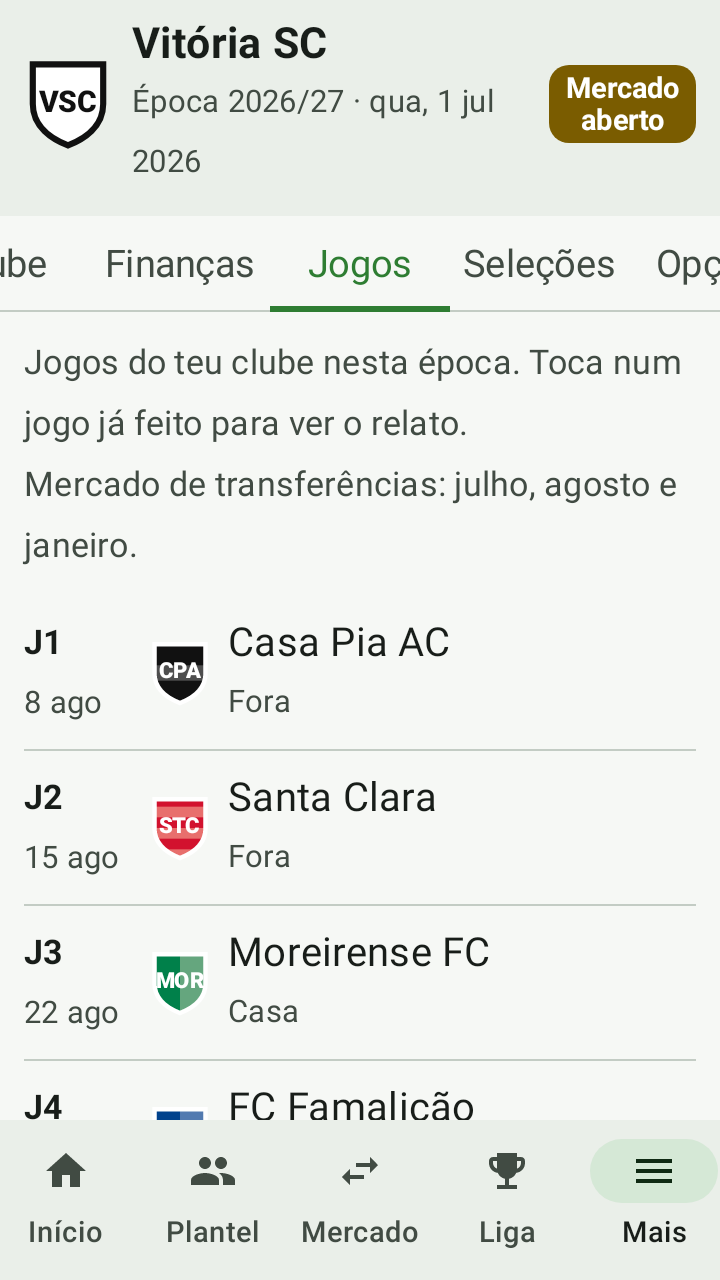 Vitória SC
VSC
Época 2026/27 · qua, 1 jul
2026
Mercado
aberto
Finanças
Jogos
Seleções
Jogos do teu clube nesta época. Toca num
jogo já feito para ver o relato.
Mercado de transferências: julho, agosto e
janeiro.
J1
CPA
Casa Pia AC
8 ago
Fora
J2
STC
Santa Clara
15 ago
Fora
J3
MOR
Moreirense FC
22 ago
Casa
J4
FC Famalicão
Início
Plantel
Mercado
Liga
Mais